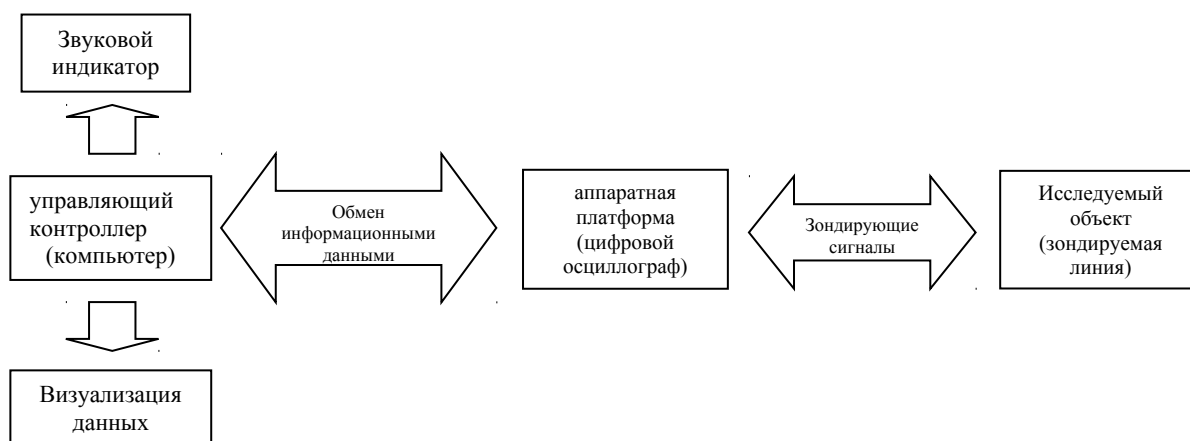 Звуковой
индикатор
управляющий
контроллер
(компьютер)
Обмен
информационными
данными
аппаратная
платформа
(цифровой
осциллограф)
Зондирующие
сигналы
Исследуемый
объект
(зондируемая
линия)
Визуализация
данных